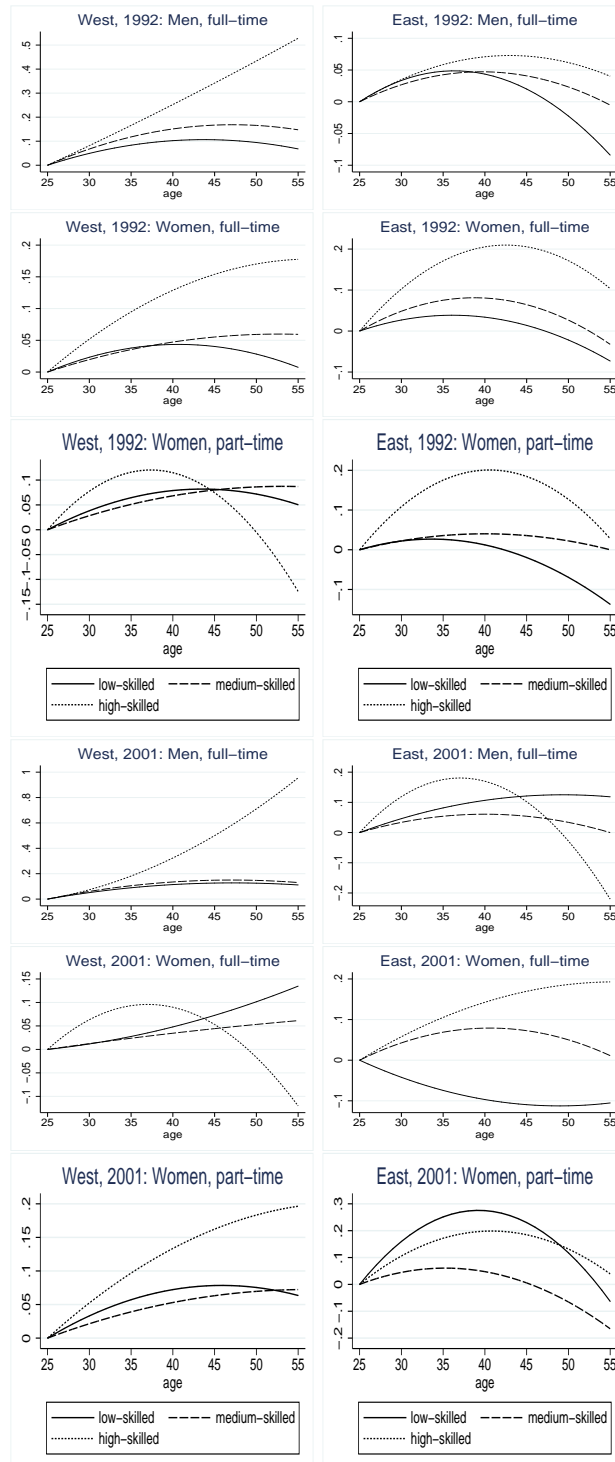 West, 1992: Men, full−time
0 .1 .2 .3 .4 .5
25 30 35 40 45 50 55
age
East, 1992: Men, full−time
−.1 −.05 0 .05 .1
25 30 35 40 45 50 55
age
West, 1992: Women, full−time
0 .05 .1 .15 .2
25 30 35 40 45 50 55
age
East, 1992: Women, full−time
−.1 0 .1 .2
25 30 35 40 45 50 55
age
West, 1992: Women, part−time
−.15 −.1 −.05 0 .05 .1
25 30 35 40 45 50 55
age
low−skilled medium−skilled
high−skilled
East, 1992: Women, part−time
−.1 0 .1 .2
25 30 35 40 45 50 55
age
low−skilled medium−skilled
high−skilled
West, 2001: Men, full−time
0 .2 .4 .6 .8 1
25 30 35 40 45 50 55
age
East, 2001: Men, full−time
−.2 −.1 0 .1 .2
25 30 35 40 45 50 55
age
West, 2001: Women, full−time
−.1 −.05 0 .05 .1 .15
25 30 35 40 45 50 55
age
East, 2001: Women, full−time
−.1 0 .1 .2
25 30 35 40 45 50 55
age
West, 2001: Women, part−time
0 .05 .1 .15 .2
25 30 35 40 45 50 55
age
low−skilled medium−skilled
high−skilled
East, 2001: Women, part−time
−.2 −.1 0 .1 .2 .3
25 30 35 40 45 50 55
age
low−skilled medium−skilled
high−skilled